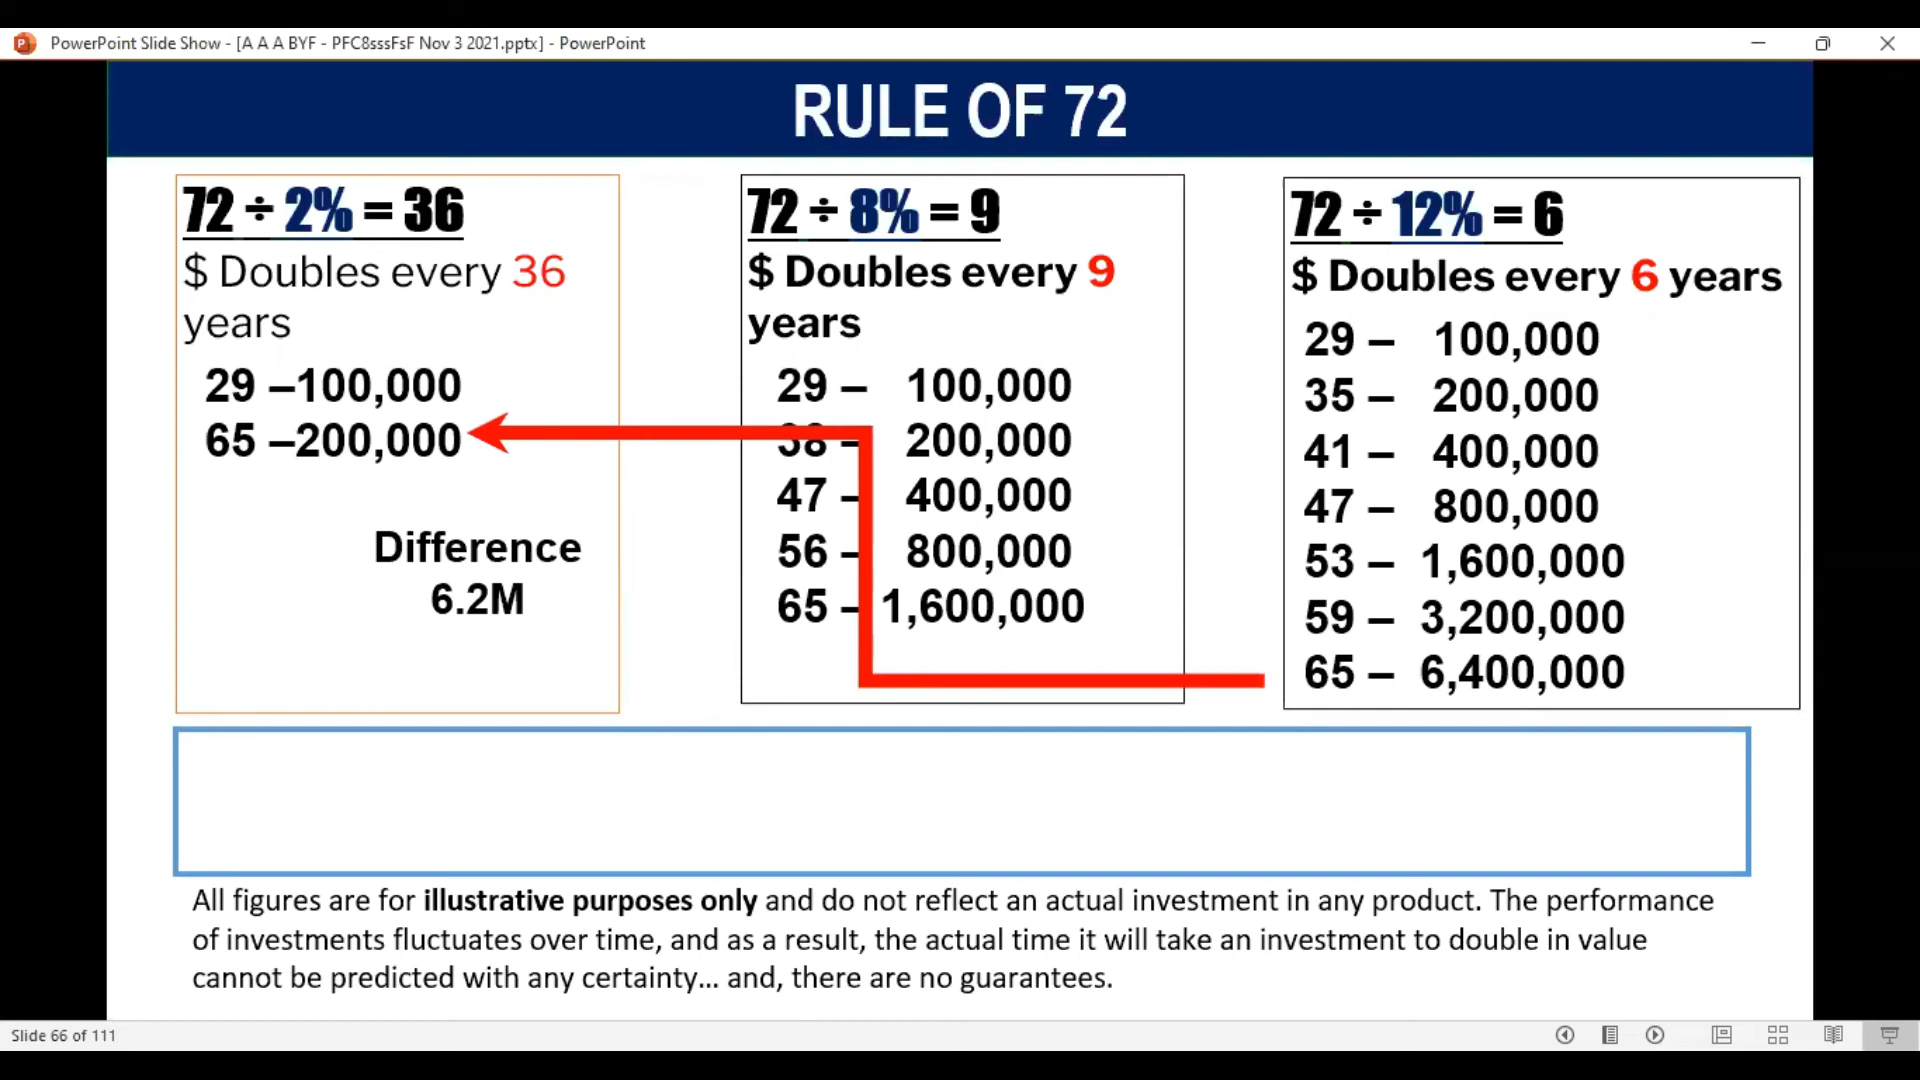 PowerPoint Slide Show - [A A A BYF - PFC8sssFsF Nov 3 2021.pptx] - PowerPoint
RULE OF 72
72 ÷ 2% = 36
$ Doubles every 36
years
29 –100,000
65 –200,000
Difference
6.2M
72 ÷ 8% = 9
$ Doubles every 9
years
29 – 100,000
38 – 200,000
47 – 400,000
56 – 800,000
65 – 1,600,000
72 ÷ 12% = 6
$ Doubles every 6 years
29 – 100,000
35 – 200,000
41 – 400,000
47 – 800,000
53 – 1,600,000
59 – 3,200,000
65 – 6,400,000
All figures are for illustrative purposes only and do not reflect an actual investment in any product. The performance
of investments fluctuates over time, and as a result, the actual time it will take an investment to double in value
cannot be predicted with any certainty... and, there are no guarantees.
Slide 66 of 111